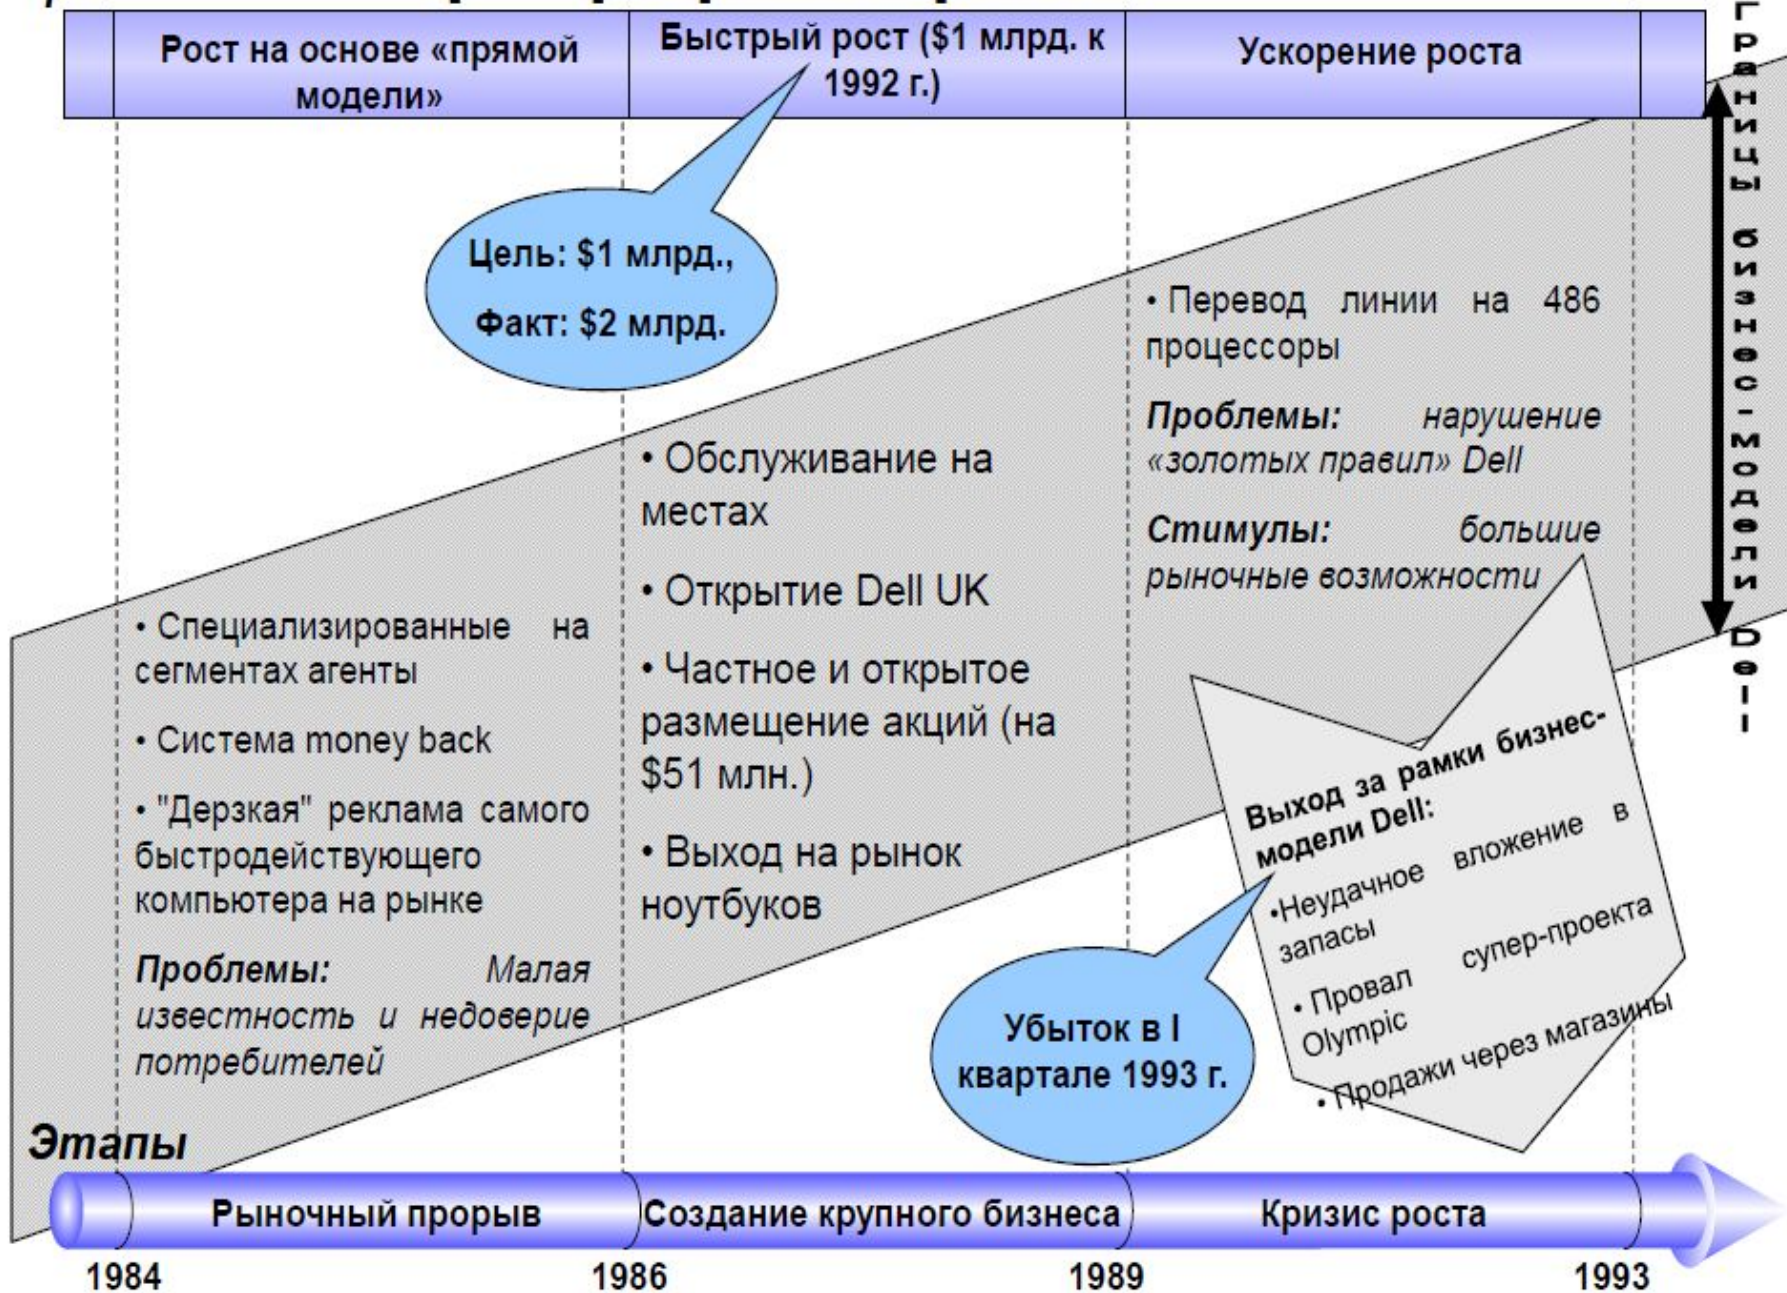 Рост на основе «прямой
модели»
Быстрый рост ($1 млрд. к
1992 г.)
Ускорение роста
Границы бизнес-модели Dell
Цель: $1 млрд.,
Факт: $2 млрд.
• Специализированные на
сегментах агенты
• Система money back
• "Дерзкая" реклама самого
быстродействующего
компьютера на рынке
Проблемы: Малая
известность и недоверие
потребителей
• Обслуживание на
местах
• Открытие Dell UK
• Частное и открытое
размещение акций (на
$51 млн.)
• Выход на рынок
ноутбуков
• Перевод линии на 486
процессоры
Проблемы: нарушение
«золотых правил» Dell
Стимулы: большие
рыночные возможности
Выход за рамки бизнес-
модели Dell:
•Неудачное вложение в
запасы
• Провал супер-проекта
Olympic
• Продажи через магазины
Убыток в I
квартале 1993 г.
Этапы
Рыночный прорыв
Создание крупного бизнеса
Кризис роста
1984
1986
1989
1993